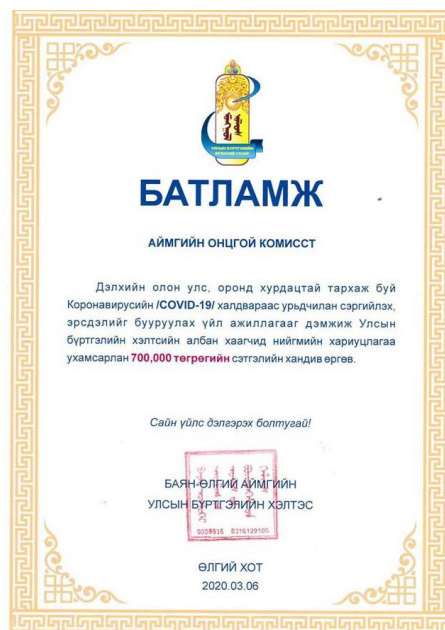 УЛСЫН БҮРТГЭЛИЙН
БАТЛАМЖ
АЙМГИЙН ОНЦГОЙ КОМИССТ
Дэлхийн олон улс, оронд хурдацтай тархаж буй
Коронавирусийн /COVID-19/ халдвараас урьдчилан сэргийлэх,
эрсдэлийг бууруулах үйл ажиллагааг дэмжиж Улсын
бүртгэлийн хэлтсийн албан хаагчид нийгмийн хариуцлагаа
ухамсарлан 700,000 төгрөгийн сэтгэлийн хандив өргөв.
Сайн үйлс дэлгэрэх болтугай!
БАЯН-ӨЛГИЙ АЙМГИЙН
УЛСЫН БҮРТГЭЛИЙН ХЭЛТЭС
ӨЛГИЙ ХОТ
2020.03.06